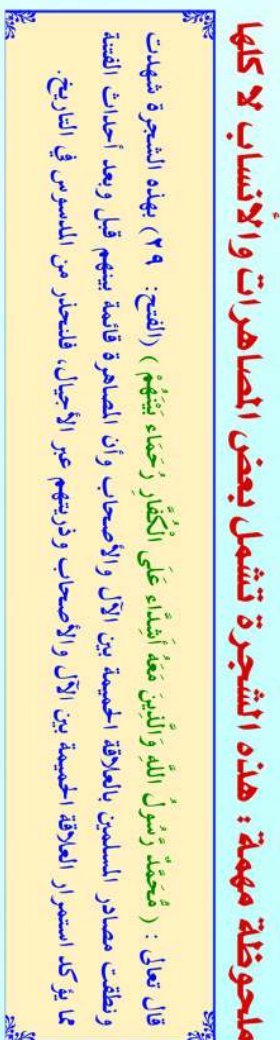 ملحوظة مهمة : هذه الشجرة تشمل بعض المصاهرات والأنساب لا كلها
قال تعالى : ( مُحَمَّدٌ رَسُولُ اللَّهِ وَالَّذِينَ مَعَهُ أَشِدَّاء عَلَى الْكُفَّارِ رُحَمَاء بَيْنَهُمْ ) (الفتح: ٢٩) بهذه الشجرة شهدت
ونطقت مصادر المسلمين بالعلاقة الحميمة بين الآل والأصحاب وأن المصاهرة قائمة بينهم قبل وبعد أحداث الفتنة
مما يؤكد استمرار العلاقة الحميمة بين الآل والأصحاب وذريتهم عبر الأجيال، فلنحذر من المدسوس في التاريخ.